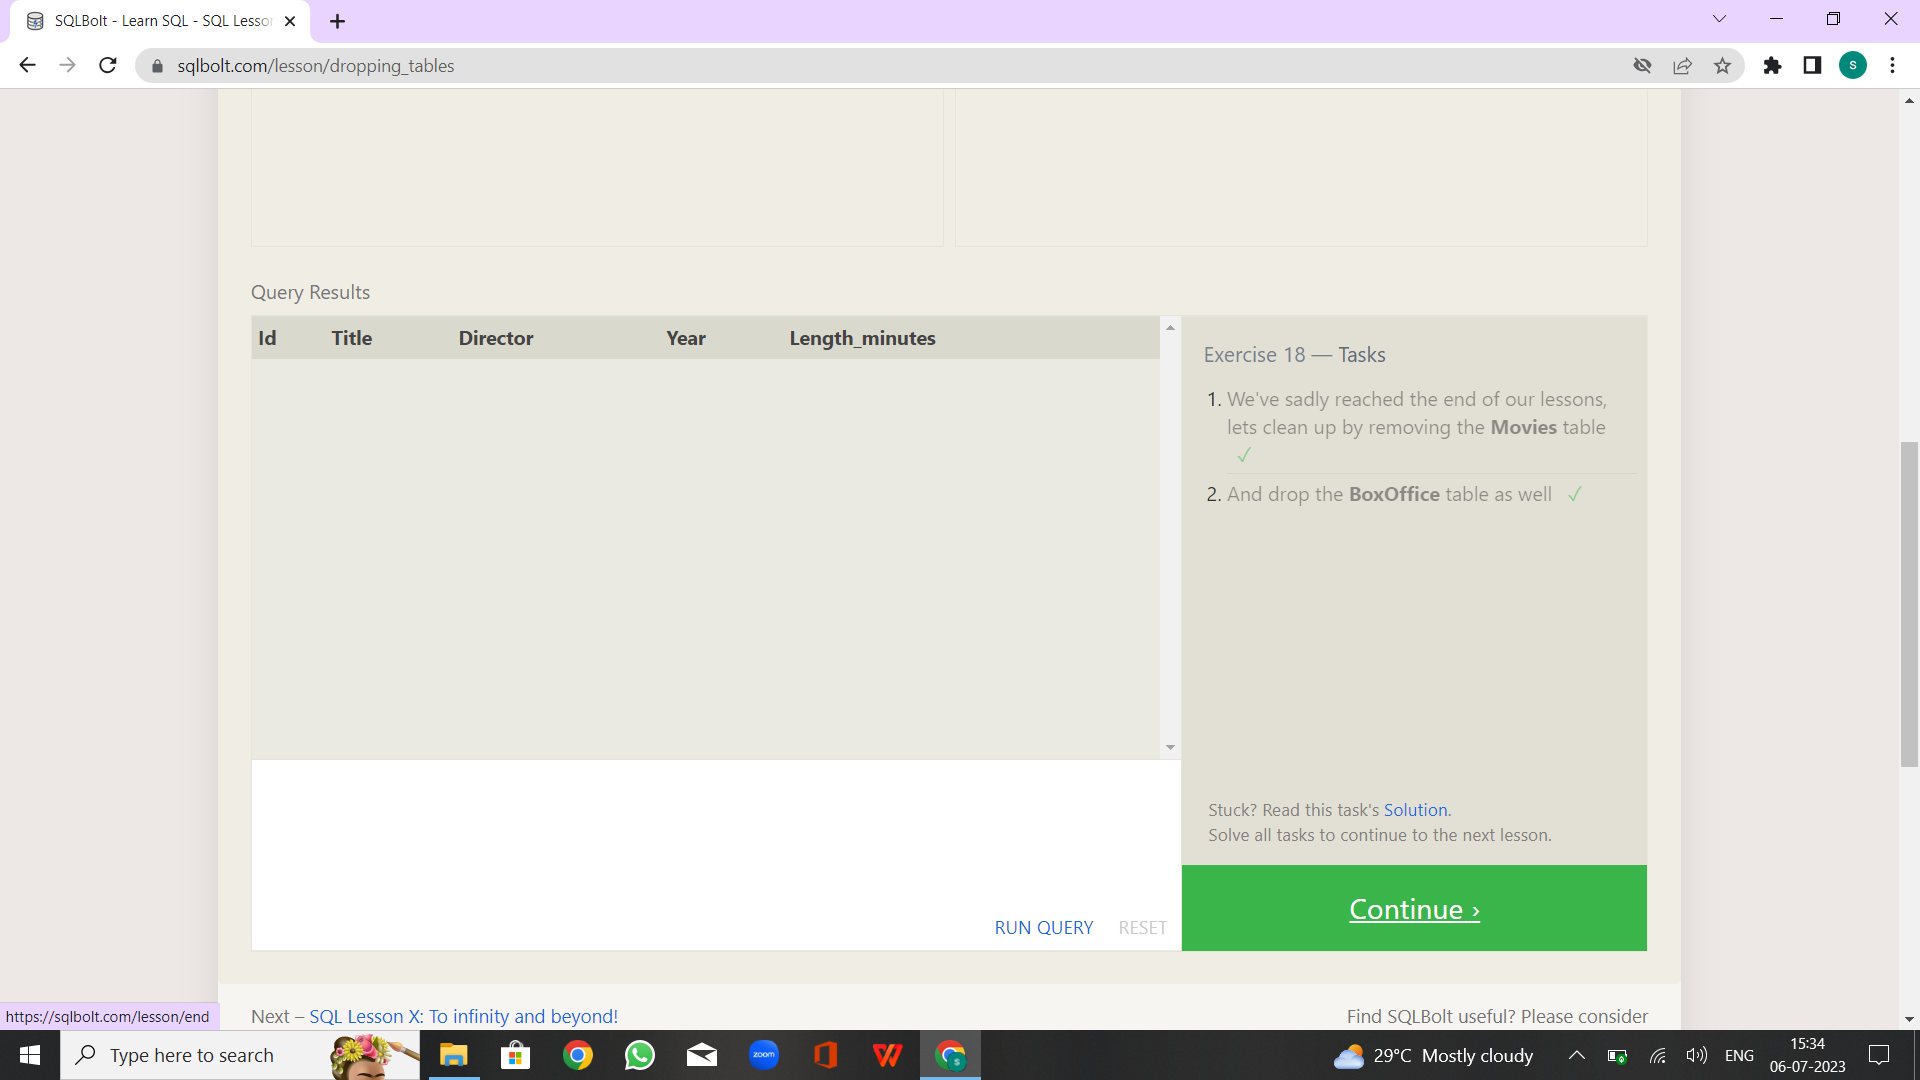 SQLBolt - Learn SQL - SQL Lesson
sqlbolt.com/lesson/dropping_tables
S
Query Results
Id Title Director Year Length_minutes
Exercise 18 — Tasks
1. We've sadly reached the end of our lessons,
lets clean up by removing the Movies table
✓
2. And drop the BoxOffice table as well ✓
Stuck? Read this task's Solution.
Solve all tasks to continue to the next lesson.
RUN QUERY RESET
Continue ›
Next – SQL Lesson X: To infinity and beyond!
Find SQLBolt useful? Please consider
https://sqlbolt.com/lesson/end
Type here to search
zoom
S
29°C Mostly cloudy
ENG
15:34
06-07-2023